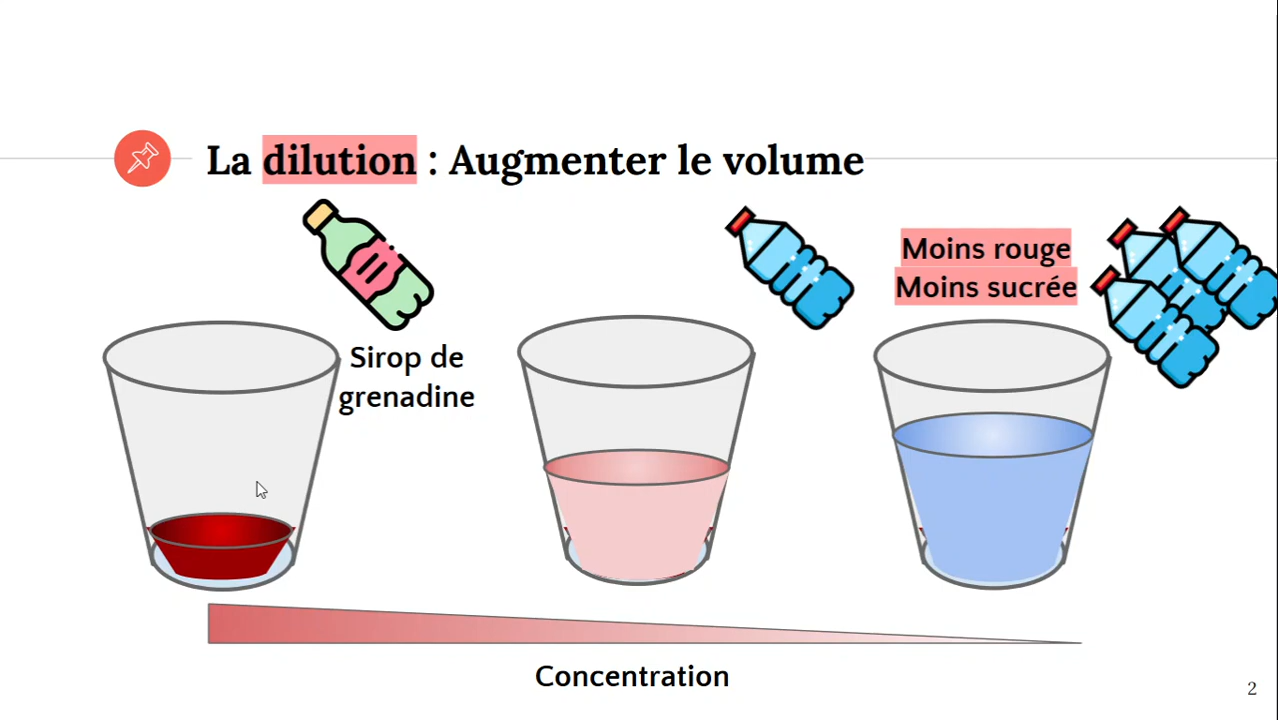 La dilution : Augmenter le volume
Moins rouge
Moins sucrée
Sirop de
grenadine
Concentration
2